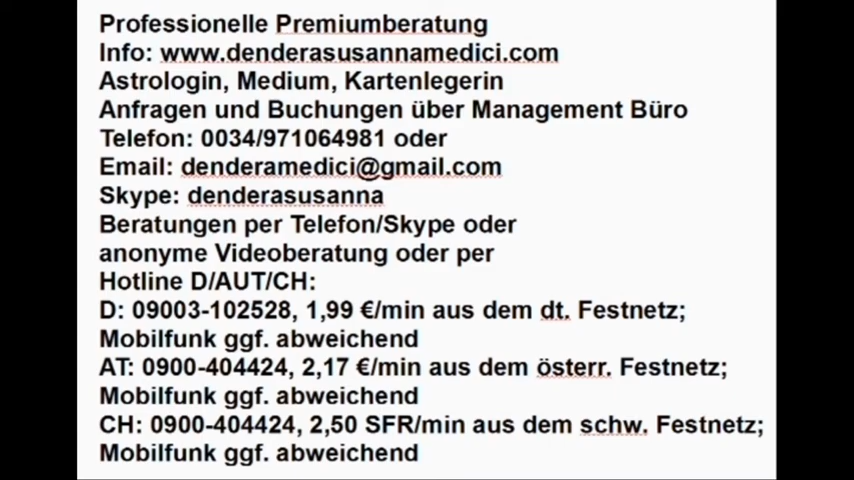 Professionelle Premiumberatung
Info: www.denderasusannamedici.com
Astrologin, Medium, Kartenlegerin
Anfragen und Buchungen über Management Büro
Telefon: 0034/971064981 oder
Email: denderamedici@gmail.com
Skype: denderasusanna
Beratungen per Telefon/Skype oder
anonyme Videoberatung oder per
Hotline D/AUT/CH:
D: 09003-102528, 1,99 €/min aus dem dt. Festnetz;
Mobilfunk ggf. abweichend
AT: 0900-404424, 2,17 €/min aus dem österr. Festnetz;
Mobilfunk ggf. abweichend
CH: 0900-404424, 2,50 SFR/min aus dem schw. Festnetz;
Mobilfunk ggf. abweichend